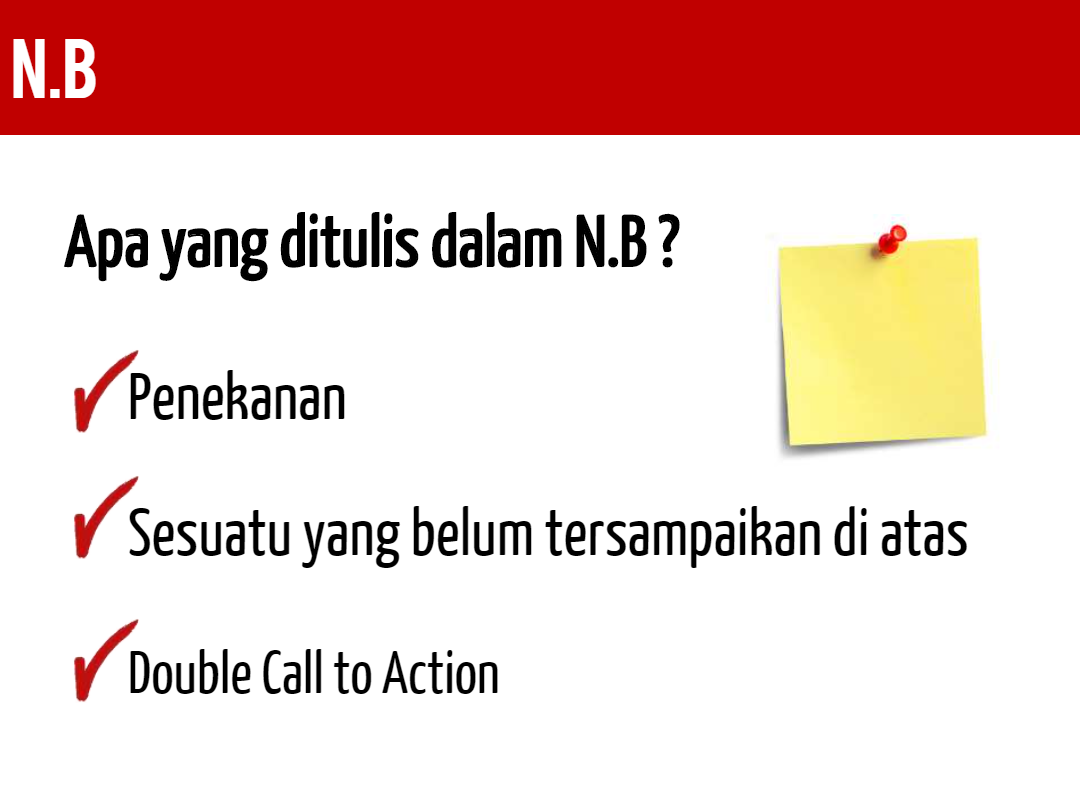 N.B
Apa yang ditulis dalam N.B ?
Penekanan
Sesuatu yang belum tersampaikan di atas
Double Call to Action